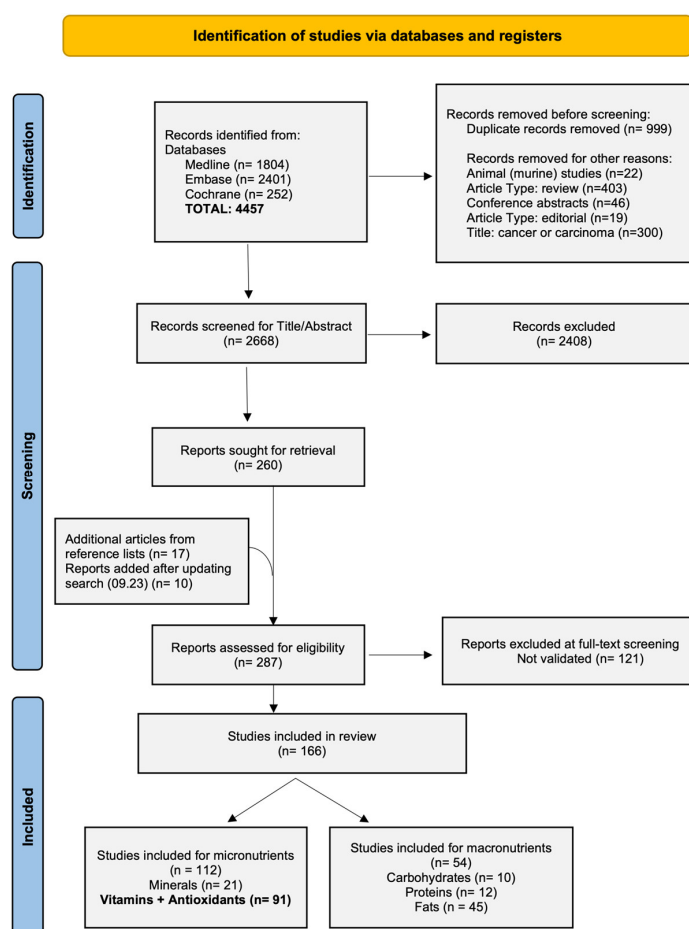 Identification of studies via databases and registers
Identification
Records identified from:
Databases
Medline (n= 1804)
Embase (n= 2401)
Cochrane (n= 252)
TOTAL: 4457
Records removed before screening:
Duplicate records removed (n= 999)
Records removed for other reasons:
Animal (murine) studies (n=22)
Article Type: review (n=403)
Conference abstracts (n=46)
Article Type: editorial (n=19)
Title: cancer or carcinoma (n=300)
Screening
Records screened for Title/Abstract
(n= 2668)
Records excluded
(n= 2408)
Reports sought for retrieval
(n= 260)
Additional articles from
reference lists (n= 17)
Reports added after updating
search (09.23) (n= 10)
Reports assessed for eligibility
(n= 287)
Reports excluded at full-text screening
Not validated (n= 121)
Included
Studies included in review
(n= 166)
Studies included for micronutrients
(n = 112)
Minerals (n= 21)
Vitamins + Antioxidants (n= 91)
Studies included for macronutrients
(n= 54)
Carbohydrates (n= 10)
Proteins (n= 12)
Fats (n= 45)